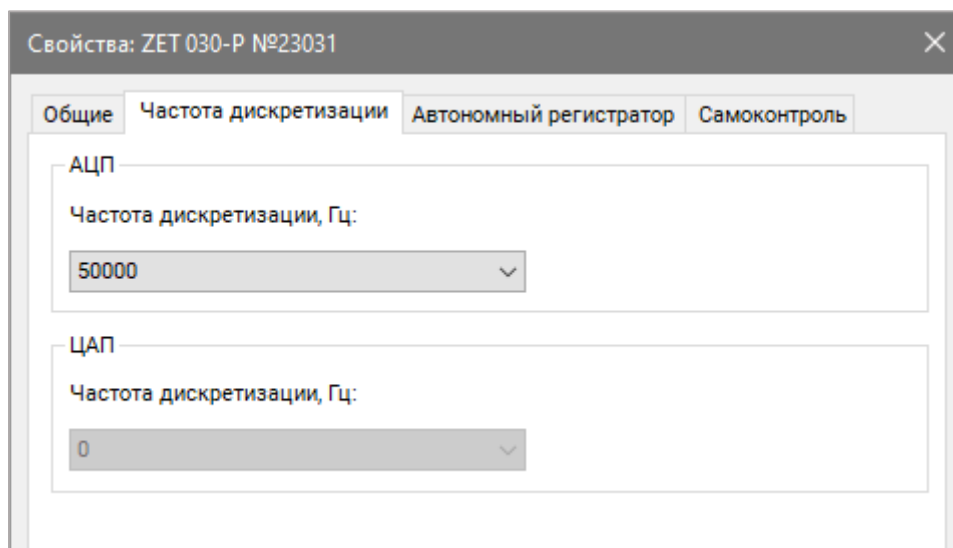 Свойства: ZET 030-P №23031
Общие Частота дискретизации Автономный регистратор Самоконтроль
АЦП
Частота дискретизации, Гц:
50000
ЦАП
Частота дискретизации, Гц:
0